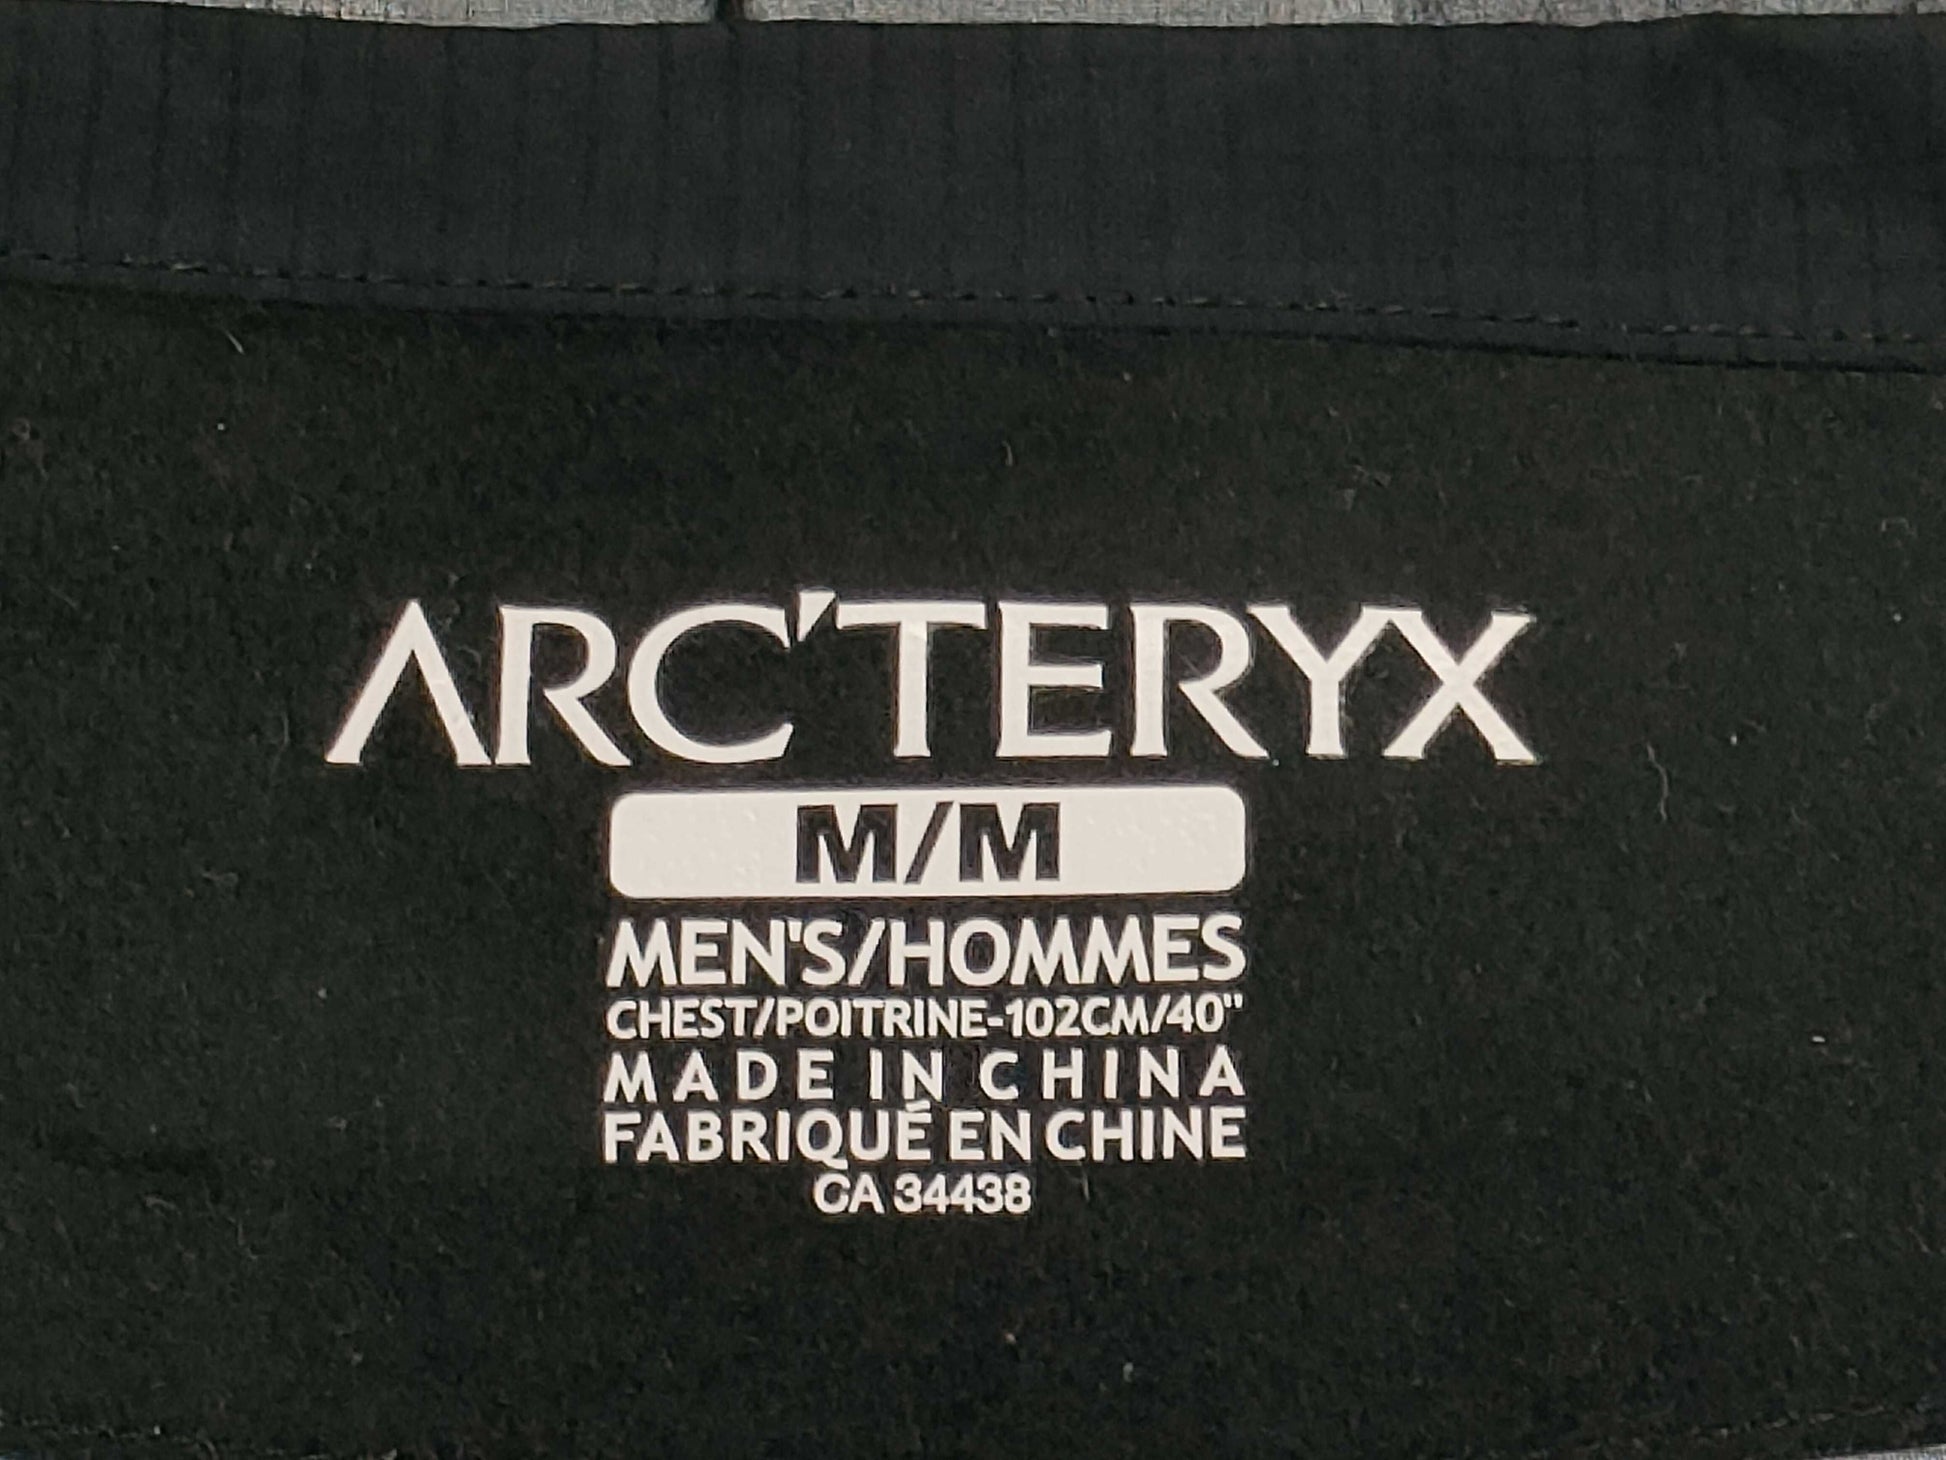 ARC'TERYX
M/M
MEN'S/HOMMES
CHEST/POITRINE-102CM/40"
MADE IN CHINA
FABRIQUÉ EN CHINE
CA 34438